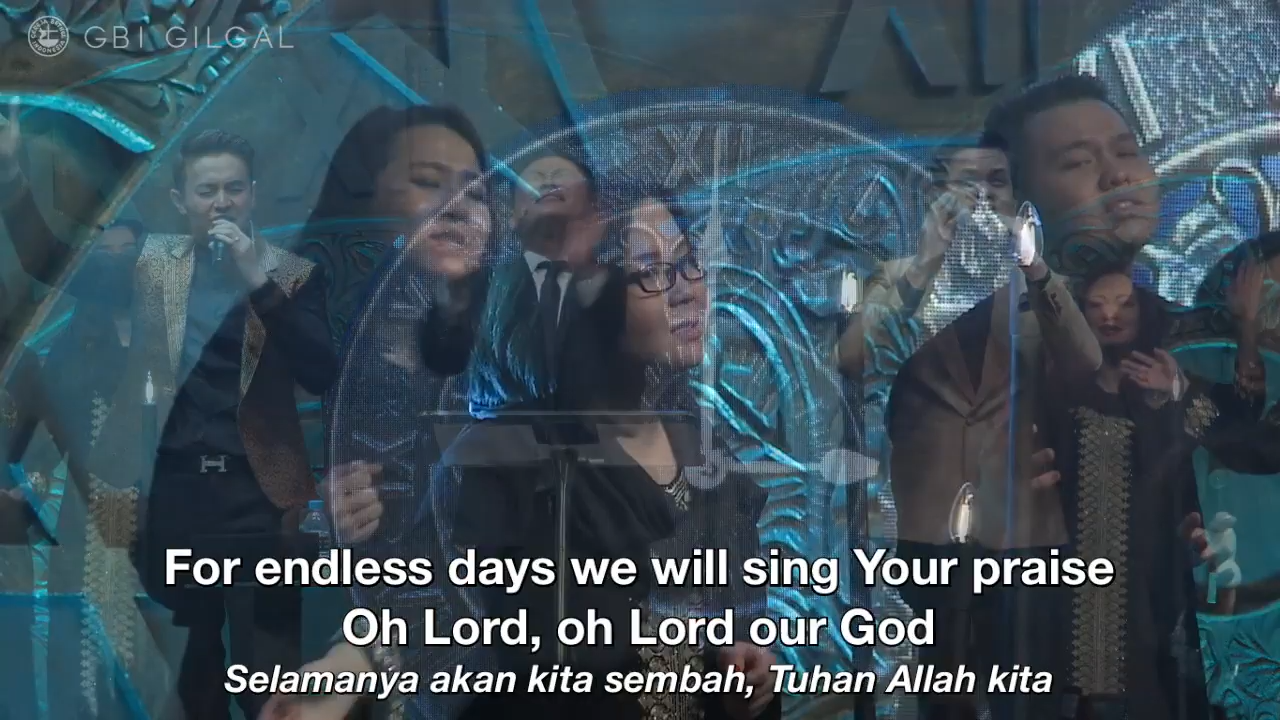 GBI GILGAL
XII
For endless days we will sing Your praise
Oh Lord, oh Lord our God
Selamanya akan kita sembah, Tuhan Allah kita